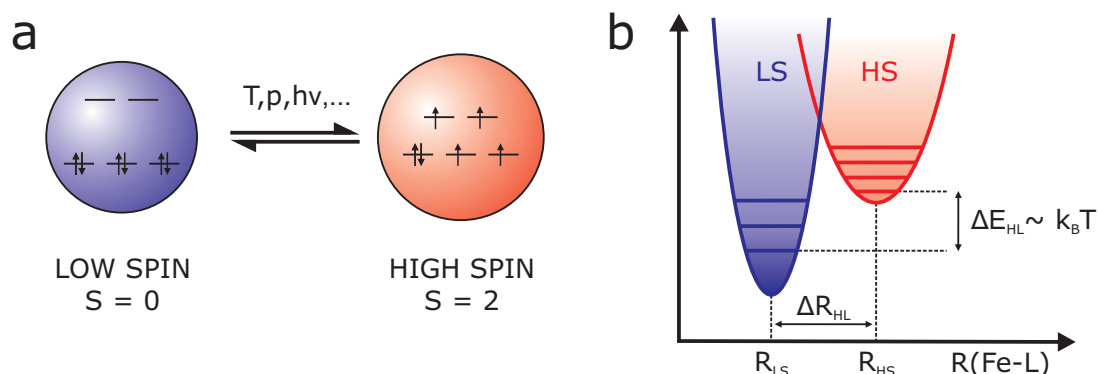 a
T,p,hν,...
LOW SPIN
S = 0
HIGH SPIN
S = 2
b
LS
HS
ΔE_HL ~ k_BT
ΔR_HL
R_LS
R_HS
R(Fe-L)